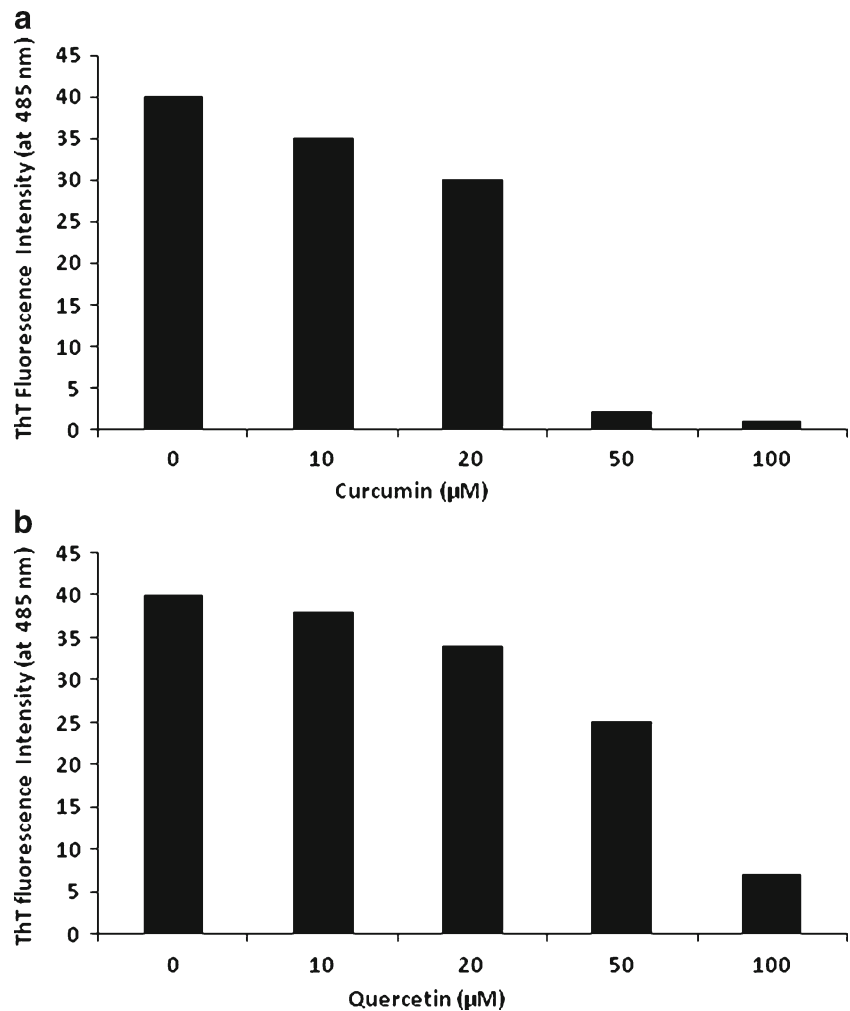 a
ThT Fluorescence Intensity (at 485 nm)
45
40
35
30
25
20
15
10
5
0
0 10 20 50 100
Curcumin (µM)
b
ThT fluorescence Intensity (at 485 nm)
45
40
35
30
25
20
15
10
5
0
0 10 20 50 100
Quercetin (µM)